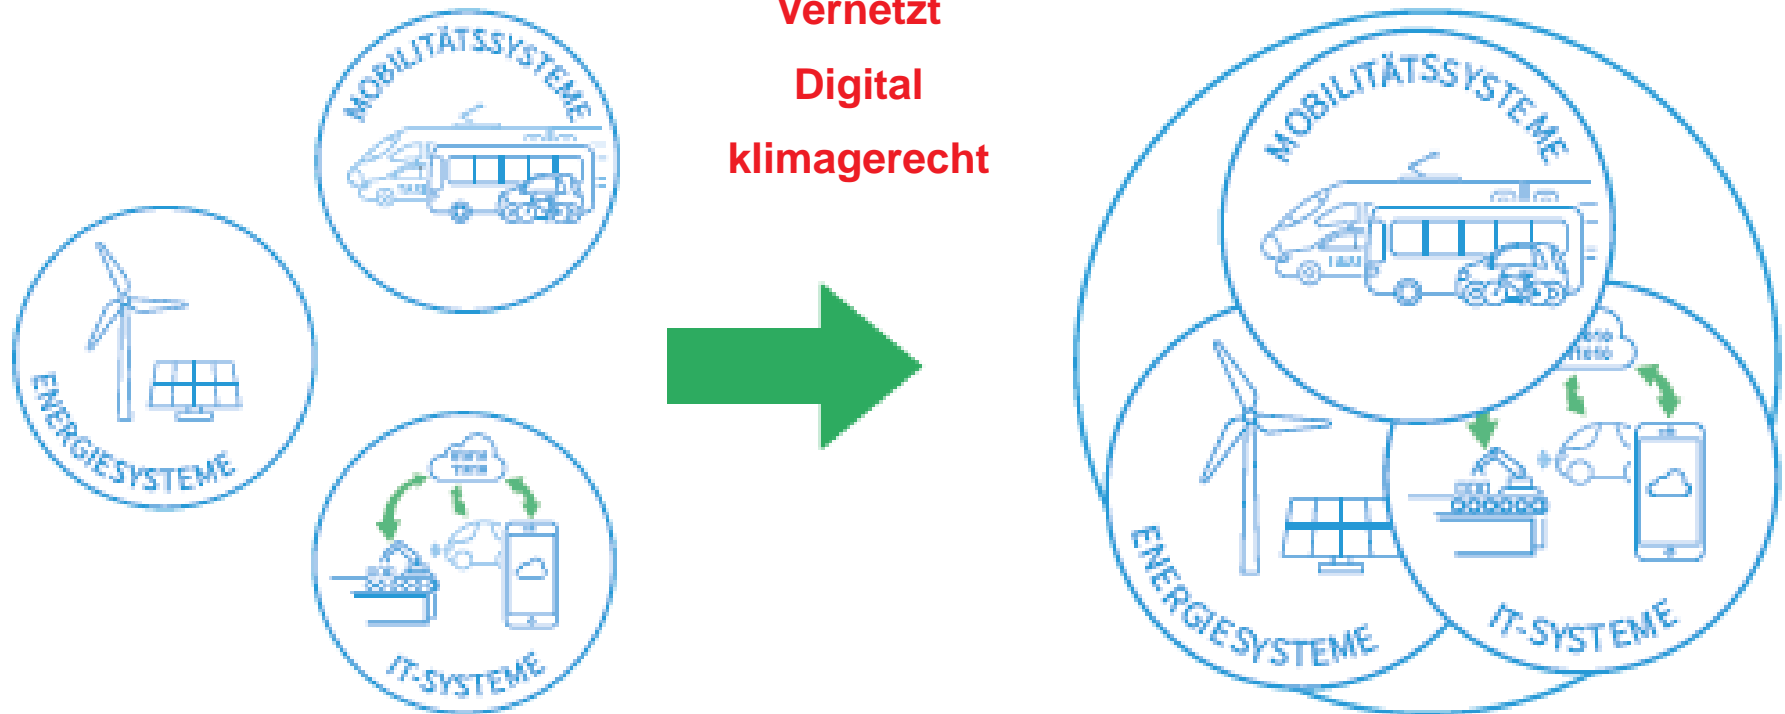 MOBILITÄTSSYSTEME
ENERGIESYSTEME
IT-SYSTEME
Vernetzt
Digital
klimagerecht
MOBILITÄTSSYSTEME
ENERGIESYSTEME
IT-SYSTEME